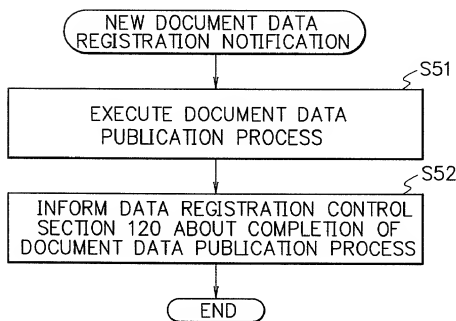 NEW DOCUMENT DATA
REGISTRATION NOTIFICATION
S51
EXECUTE DOCUMENT DATA
PUBLICATION PROCESS
S52
INFORM DATA REGISTRATION CONTROL
SECTION 120 ABOUT COMPLETION OF
DOCUMENT DATA PUBLICATION PROCESS
END